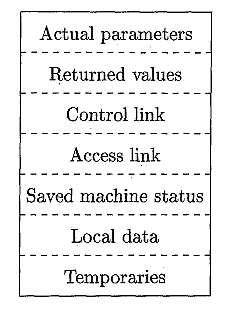 Actual parameters
Returned values
Control link
Access link
Saved machine status
Local data
Temporaries